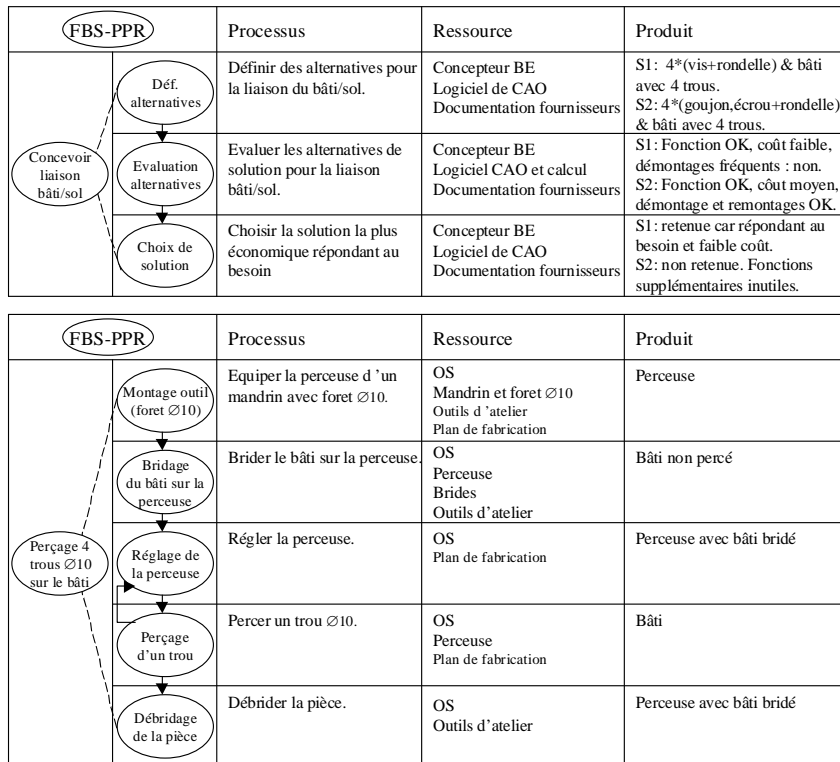 FBS-PPR
Processus
Ressource
Produit
Concevoir
liaison
bâti/sol
Déf.
alternatives
Définir des alternatives pour
la liaison du bâti/sol.
Concepteur BE
Logiciel de CAO
Documentation fournisseurs
S1: 4*(vis+rondelle) & bâti
avec 4 trous.
S2: 4*(goujon,écrou+rondelle)
& bâti avec 4 trous.
Evaluation
alternatives
Evaluer les alternatives de
solution pour la liaison
bâti/sol.
Concepteur BE
Logiciel CAO et calcul
Documentation fournisseurs
S1: Fonction OK, coût faible,
démontages fréquents : non.
S2: Fonction OK, côut moyen,
démontage et remontages OK.
Choix de
solution
Choisir la solution la plus
économique répondant au
besoin
Concepteur BE
Logiciel de CAO
Documentation fournisseurs
S1: retenue car répondant au
besoin et faible coût.
S2: non retenue. Fonctions
supplémentaires inutiles.
FBS-PPR
Processus
Ressource
Produit
Perçage 4
trous ∅10
sur le bâti
Montage outil
(foret ∅10)
Equiper la perceuse d ’un
mandrin avec foret ∅10.
OS
Mandrin et foret ∅10
Outils d ’atelier
Plan de fabrication
Perceuse
Bridage
du bâti sur la
perceuse
Brider le bâti sur la perceuse.
OS
Perceuse
Brides
Outils d’atelier
Bâti non percé
Réglage de
la perceuse
Régler la perceuse.
OS
Plan de fabrication
Perceuse avec bâti bridé
Perçage
d’un trou
Percer un trou ∅10.
OS
Perceuse
Plan de fabrication
Bâti
Débridage
de la pièce
Débrider la pièce.
OS
Outils d’atelier
Perceuse avec bâti bridé